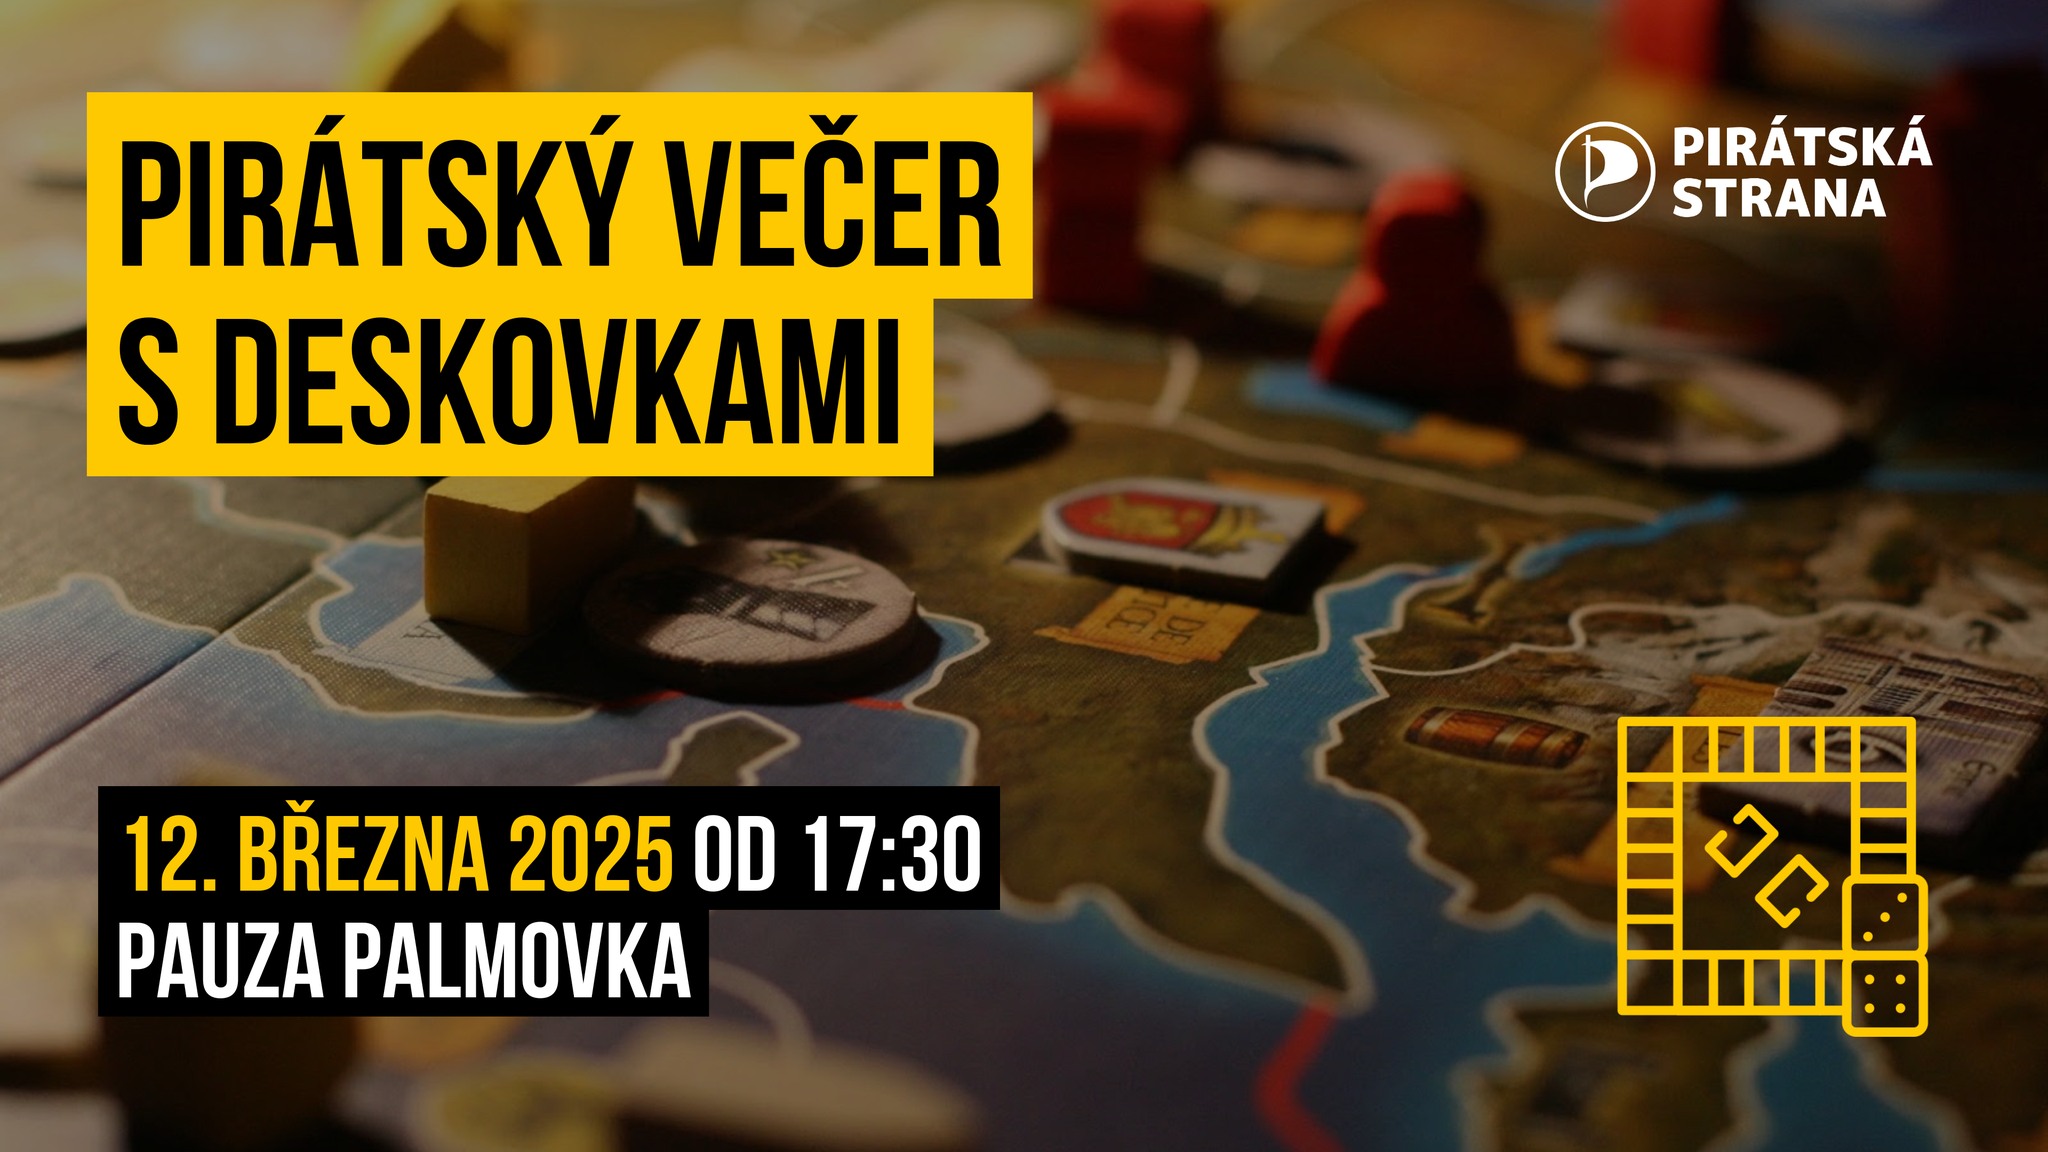 PIRÁTSKÝ VEČER
S DESKOVKAMI
PIRÁTSKÁ
STRANA
12. BŘEZNA 2025 OD 17:30
PAUZA PALMOVKA